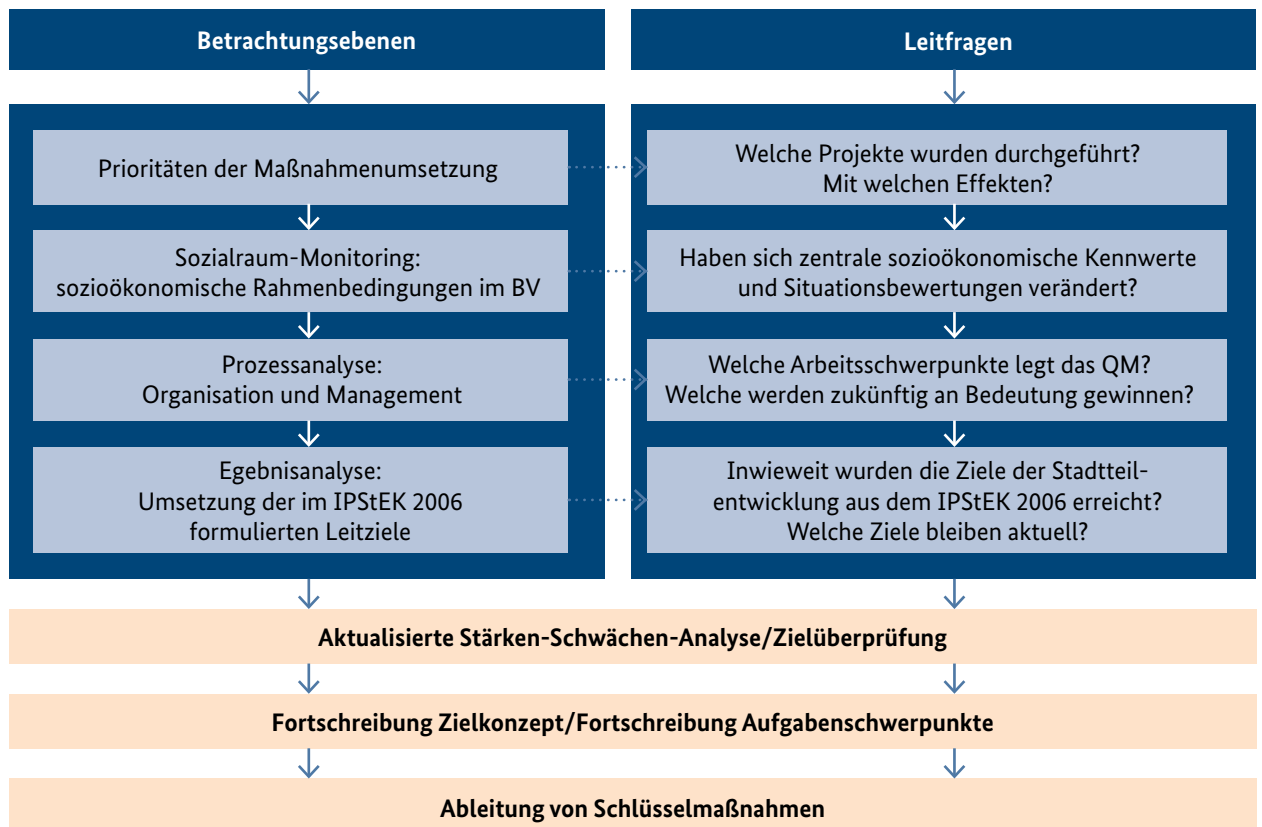 Betrachtungsebenen
Leitfragen
Prioritäten der Maßnahmenumsetzung
Welche Projekte wurden durchgeführt?
Mit welchen Effekten?
Sozialraum-Monitoring:
sozioökonomische Rahmenbedingungen im BV
Haben sich zentrale sozioökonomische Kennwerte
und Situationsbewertungen verändert?
Prozessanalyse:
Organisation und Management
Welche Arbeitsschwerpunkte legt das QM?
Welche werden zukünftig an Bedeutung gewinnen?
Egebnisanalyse:
Umsetzung der im IPStEK 2006
formulierten Leitziele
Inwieweit wurden die Ziele der Stadtteil-
entwicklung aus dem IPStEK 2006 erreicht?
Welche Ziele bleiben aktuell?
Aktualisierte Stärken-Schwächen-Analyse/Zielüberprüfung
Fortschreibung Zielkonzept/Fortschreibung Aufgabenschwerpunkte
Ableitung von Schlüsselmaßnahmen